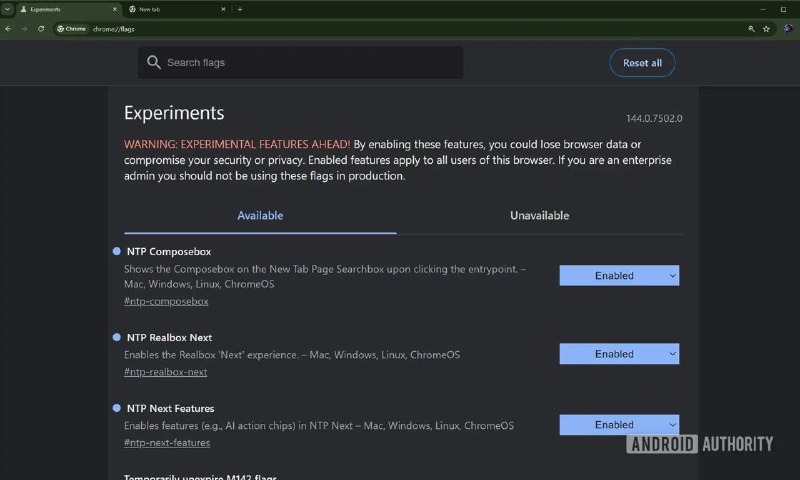 Experiments
New tab
Chrome
chrome://flags
Search flags
Reset all
Experiments
144.0.7502.0
WARNING: EXPERIMENTAL FEATURES AHEAD! By enabling these features, you could lose browser data or
compromise your security or privacy. Enabled features apply to all users of this browser. If you are an enterprise
admin you should not be using these flags in production.
Available
Unavailable
NTP Composebox
Shows the Composebox on the New Tab Page Searchbox upon clicking the entrypoint. –
Mac, Windows, Linux, ChromeOS
#ntp-composebox
Enabled
NTP Realbox Next
Enables the Realbox 'Next' experience. – Mac, Windows, Linux, ChromeOS
#ntp-realbox-next
Enabled
NTP Next Features
Enables features (e.g., AI action chips) in NTP Next – Mac, Windows, Linux, ChromeOS
#ntp-next-features
Enabled
ANDROID AUTHORITY
Temporarily unexpire M142 flags